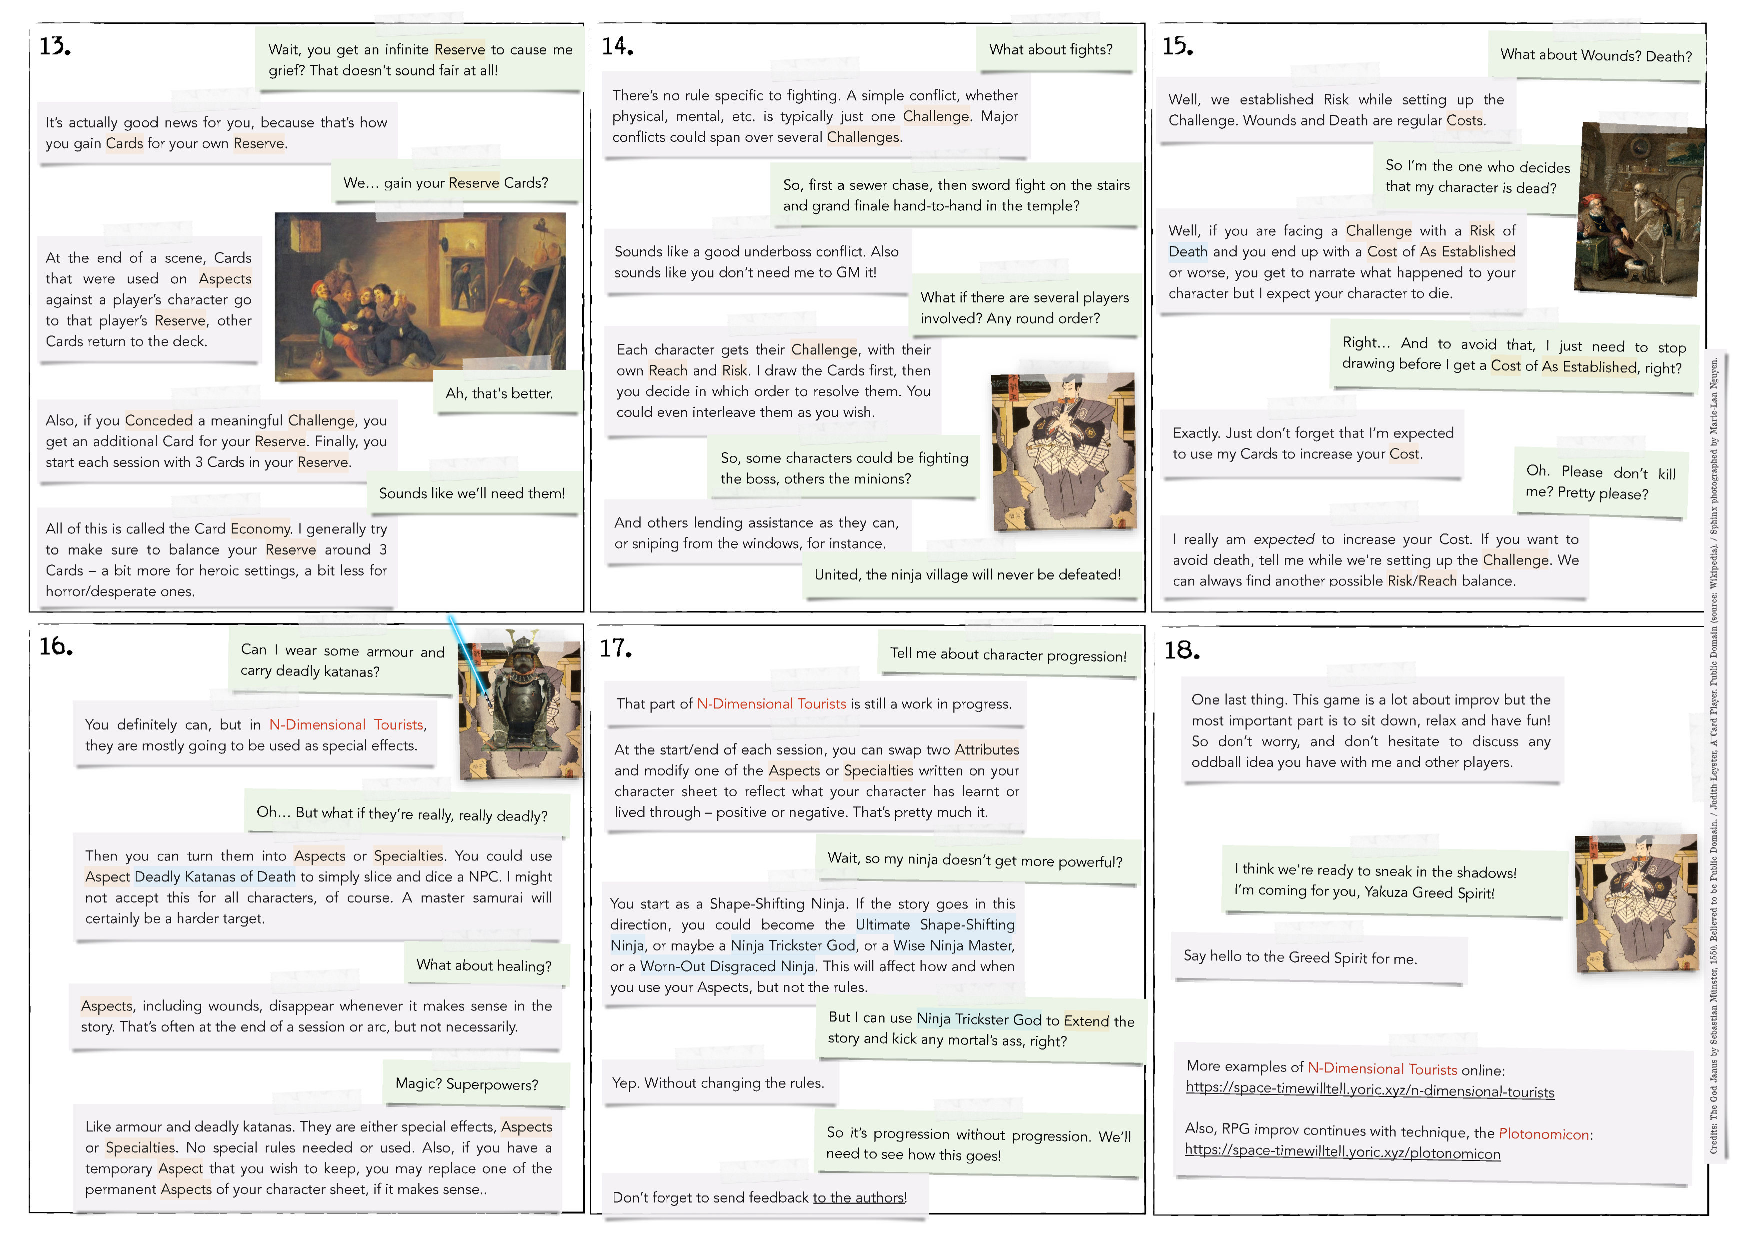 13.
Wait, you get an infinite Reserve to cause me
grief? That doesn't sound fair at all!
It's actually good news for you, because that's how
you gain Cards for your own Reserve.
We... gain your Reserve Cards?
At the end of a scene, Cards
that were used on Aspects
against a player's character go
to that player's Reserve, other
Cards return to the deck.
Ah, that's better.
Also, if you Conceded a meaningful Challenge, you
get an additional Card for your Reserve. Finally, you
start each session with 3 Cards in your Reserve.
Sounds like we'll need them!
All of this is called the Card Economy. I generally try
to make sure to balance your Reserve around 3
Cards – a bit more for heroic settings, a bit less for
horror/desperate ones.
14.
What about fights?
There's no rule specific to fighting. A simple conflict, whether
physical, mental, etc. is typically just one Challenge. Major
conflicts could span over several Challenges.
So, first a sewer chase, then sword fight on the stairs
and grand finale hand-to-hand in the temple?
Sounds like a good underboss conflict. Also
sounds like you don't need me to GM it!
What if there are several players
involved? Any round order?
Each character gets their Challenge, with their
own Reach and Risk. I draw the Cards first, then
you decide in which order to resolve them. You
could even interleave them as you wish.
So, some characters could be fighting
the boss, others the minions?
And others lending assistance as they can,
or sniping from the windows, for instance.
United, the ninja village will never be defeated!
15.
What about Wounds? Death?
Well, we established Risk while setting up the
Challenge. Wounds and Death are regular Costs.
So I'm the one who decides
that my character is dead?
Well, if you are facing a Challenge with a Risk of
Death and you end up with a Cost of As Established
or worse, you get to narrate what happened to your
character but I expect your character to die.
Right... And to avoid that, I just need to stop
drawing before I get a Cost of As Established, right?
Exactly. Just don't forget that I'm expected
to use my Cards to increase your Cost.
Oh. Please don't kill
me? Pretty please?
I really am expected to increase your Cost. If you want to
avoid death, tell me while we're setting up the Challenge. We
can always find another possible Risk/Reach balance.
16.
Can I wear some armour and
carry deadly katanas?
You definitely can, but in N-Dimensional Tourists,
they are mostly going to be used as special effects.
Oh... But what if they're really, really deadly?
Then you can turn them into Aspects or Specialties. You could use
Aspect Deadly Katanas of Death to simply slice and dice a NPC. I might
not accept this for all characters, of course. A master samurai will
certainly be a harder target.
What about healing?
Aspects, including wounds, disappear whenever it makes sense in the
story. That's often at the end of a session or arc, but not necessarily.
Magic? Superpowers?
Like armour and deadly katanas. They are either special effects, Aspects
or Specialties. No special rules needed or used. Also, if you have a
temporary Aspect that you wish to keep, you may replace one of the
permanent Aspects of your character sheet, if it makes sense..
17.
Tell me about character progression!
That part of N-Dimensional Tourists is still a work in progress.
At the start/end of each session, you can swap two Attributes
and modify one of the Aspects or Specialties written on your
character sheet to reflect what your character has learnt or
lived through – positive or negative. That's pretty much it.
Wait, so my ninja doesn't get more powerful?
You start as a Shape-Shifting Ninja. If the story goes in this
direction, you could become the Ultimate Shape-Shifting
Ninja, or maybe a Ninja Trickster God, or a Wise Ninja Master,
or a Worn-Out Disgraced Ninja. This will affect how and when
you use your Aspects, but not the rules.
But I can use Ninja Trickster God to Extend the
story and kick any mortal's ass, right?
Yep. Without changing the rules.
So it's progression without progression. We'll
need to see how this goes!
Don't forget to send feedback to the authors!
18.
One last thing. This game is a lot about improv but the
most important part is to sit down, relax and have fun!
So don't worry, and don't hesitate to discuss any
oddball idea you have with me and other players.
I think we're ready to sneak in the shadows!
I'm coming for you, Yakuza Greed Spirit!
Say hello to the Greed Spirit for me.
More examples of N-Dimensional Tourists online:
https://space-timewilltell.yoric.xyz/n-dimensional-tourists
Also, RPG improv continues with technique, the Plotonomicon:
https://space-timewilltell.yoric.xyz/plotonomicon
Credits: The God Janus by Sebastian Münster, 1550. Believed to be Public Domain. / Judith Leyster, A Card Player. Public Domain (source: Wikipedia). / Sphinx photographed by Marie-Lan Nguyen.